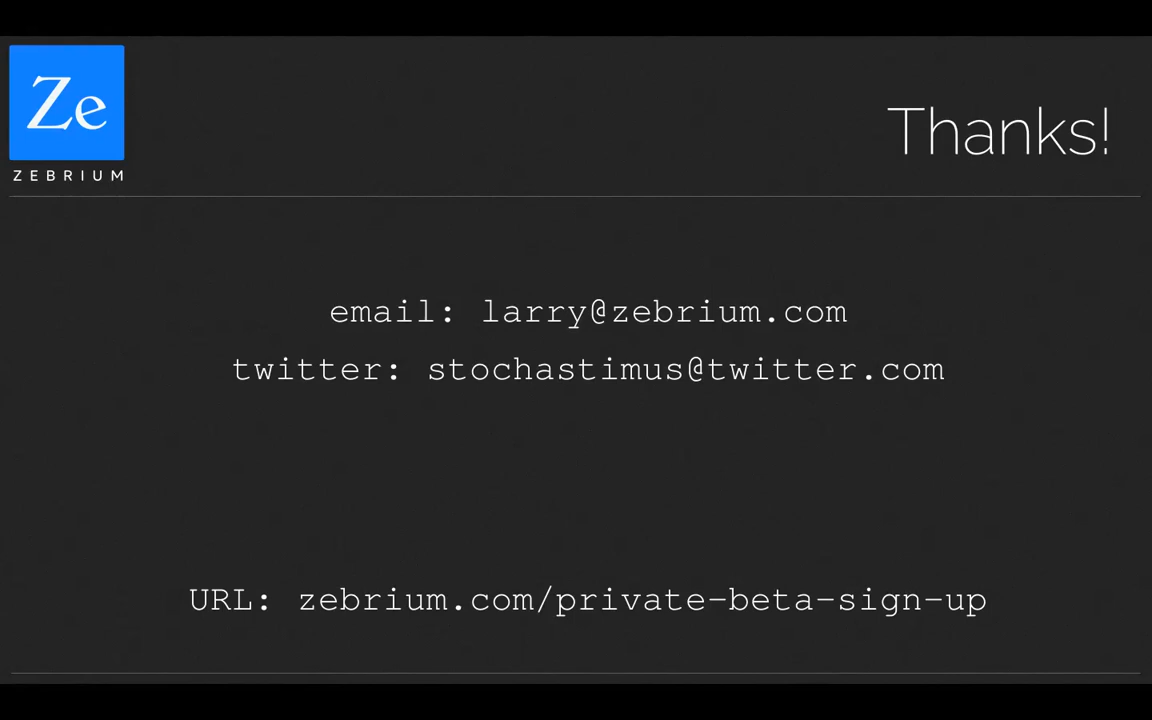 Ze
ZEBRIUM
Thanks!
email: larry@zebrium.com
twitter: stochastimus@twitter.com
URL: zebrium.com/private-beta-sign-up